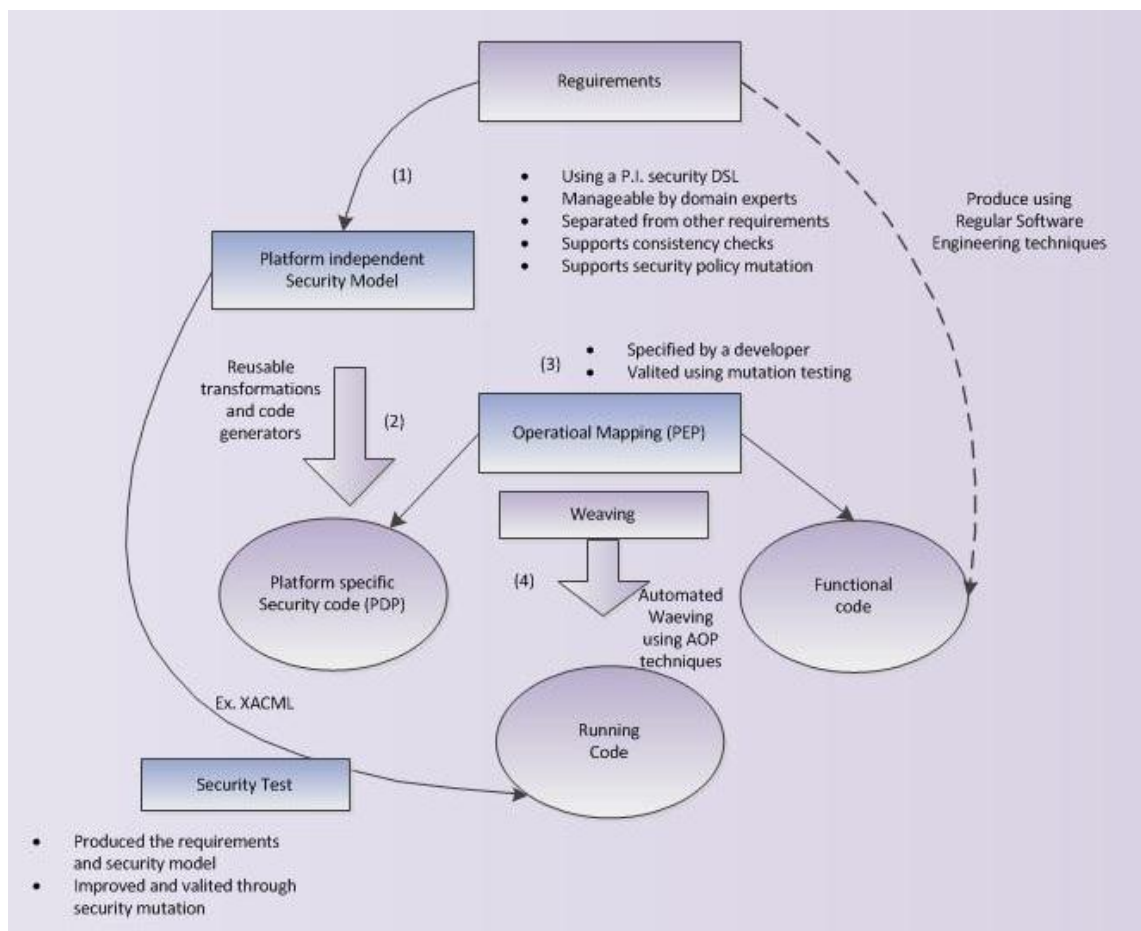 Reguirements
(1)
• Using a P.I. security DSL
• Manageable by domain experts
• Separated from other requirements
• Supports consistency checks
• Supports security policy mutation
Produce using
Regular Software
Engineering techniques
Platform independent
Security Model
Reusable
transformations
and code
generators
(2)
(3)
• Specified by a developer
• Valited using mutation testing
Operatioal Mapping (PEP)
Weaving
(4)
Platform specific
Security code (PDP)
Functional
code
Automated
Waeving
using AOP
techniques
Ex. XACML
Running
Code
Security Test
• Produced the requirements
and security model
• Improved and valited through
security mutation